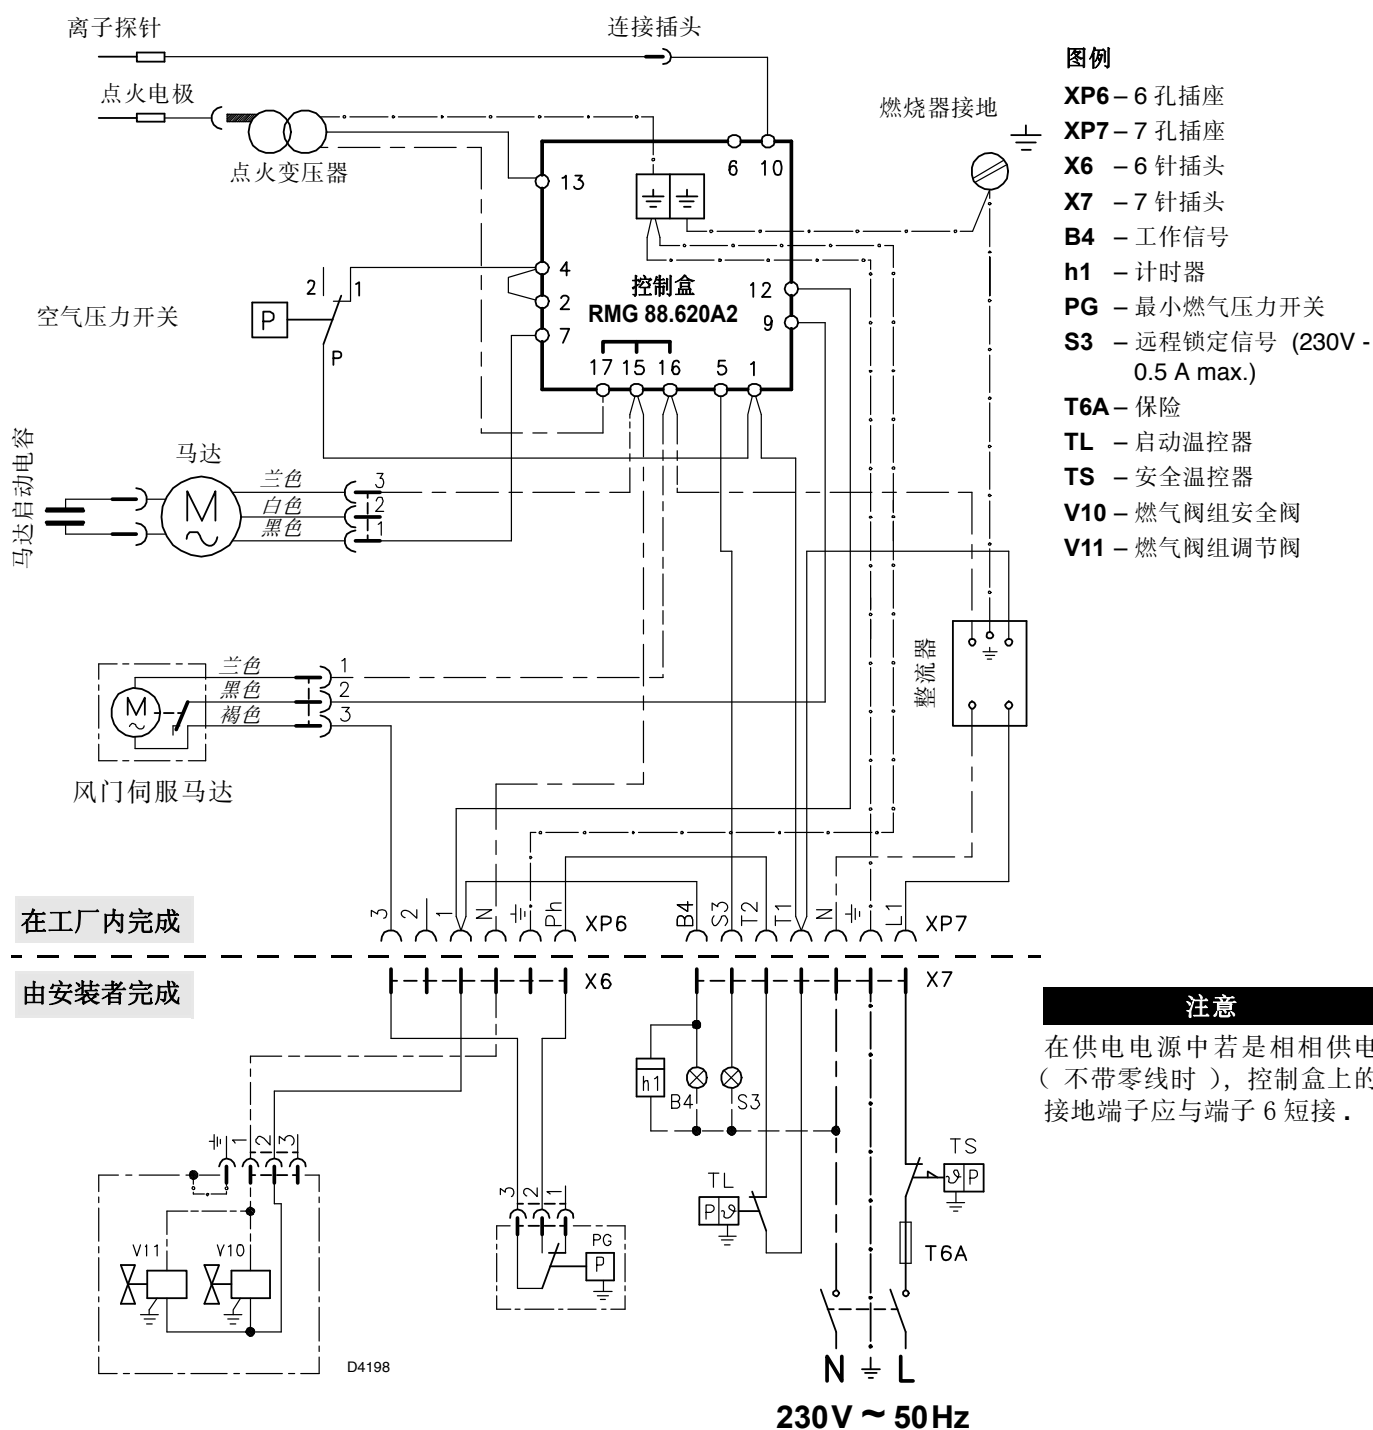 离子探针
连接插头
点火电极
点火变压器
燃烧器接地
图例
XP6 – 6 孔插座
XP7 – 7 孔插座
X6 – 6 针插头
X7 – 7 针插头
B4 – 工作信号
h1 – 计时器
PG – 最小燃气压力开关
S3 – 远程锁定信号 (230V -
0.5 A max.)
T6A – 保险
TL – 启动温控器
TS – 安全温控器
V10 – 燃气阀组安全阀
V11 – 燃气阀组调节阀
6 10
13
4
2
7
12
9
控制盒
RMG 88.620A2
17 15 16 5 1
空气压力开关
P
2 1
P
马达启动电容
马达
M
兰色 3
白色 2
黑色 1
整流器
M
兰色 1
黑色 2
褐色 3
风门伺服马达
在工厂内完成
3 2 1 N Ph XP6
B4 S3 T2 T1 N L1 XP7
由安装者完成
X6
X7
注意
在供电电源中若是相相供电
( 不带零线时 ), 控制盒上的
接地端子应与端子 6 短接 .
h1
B4
S3
1 2 3
V11
V10
3 2 1
PG
P
TL
P ϑ
TS
ϑ P
T6A
D4198
N L
230V ~ 50Hz